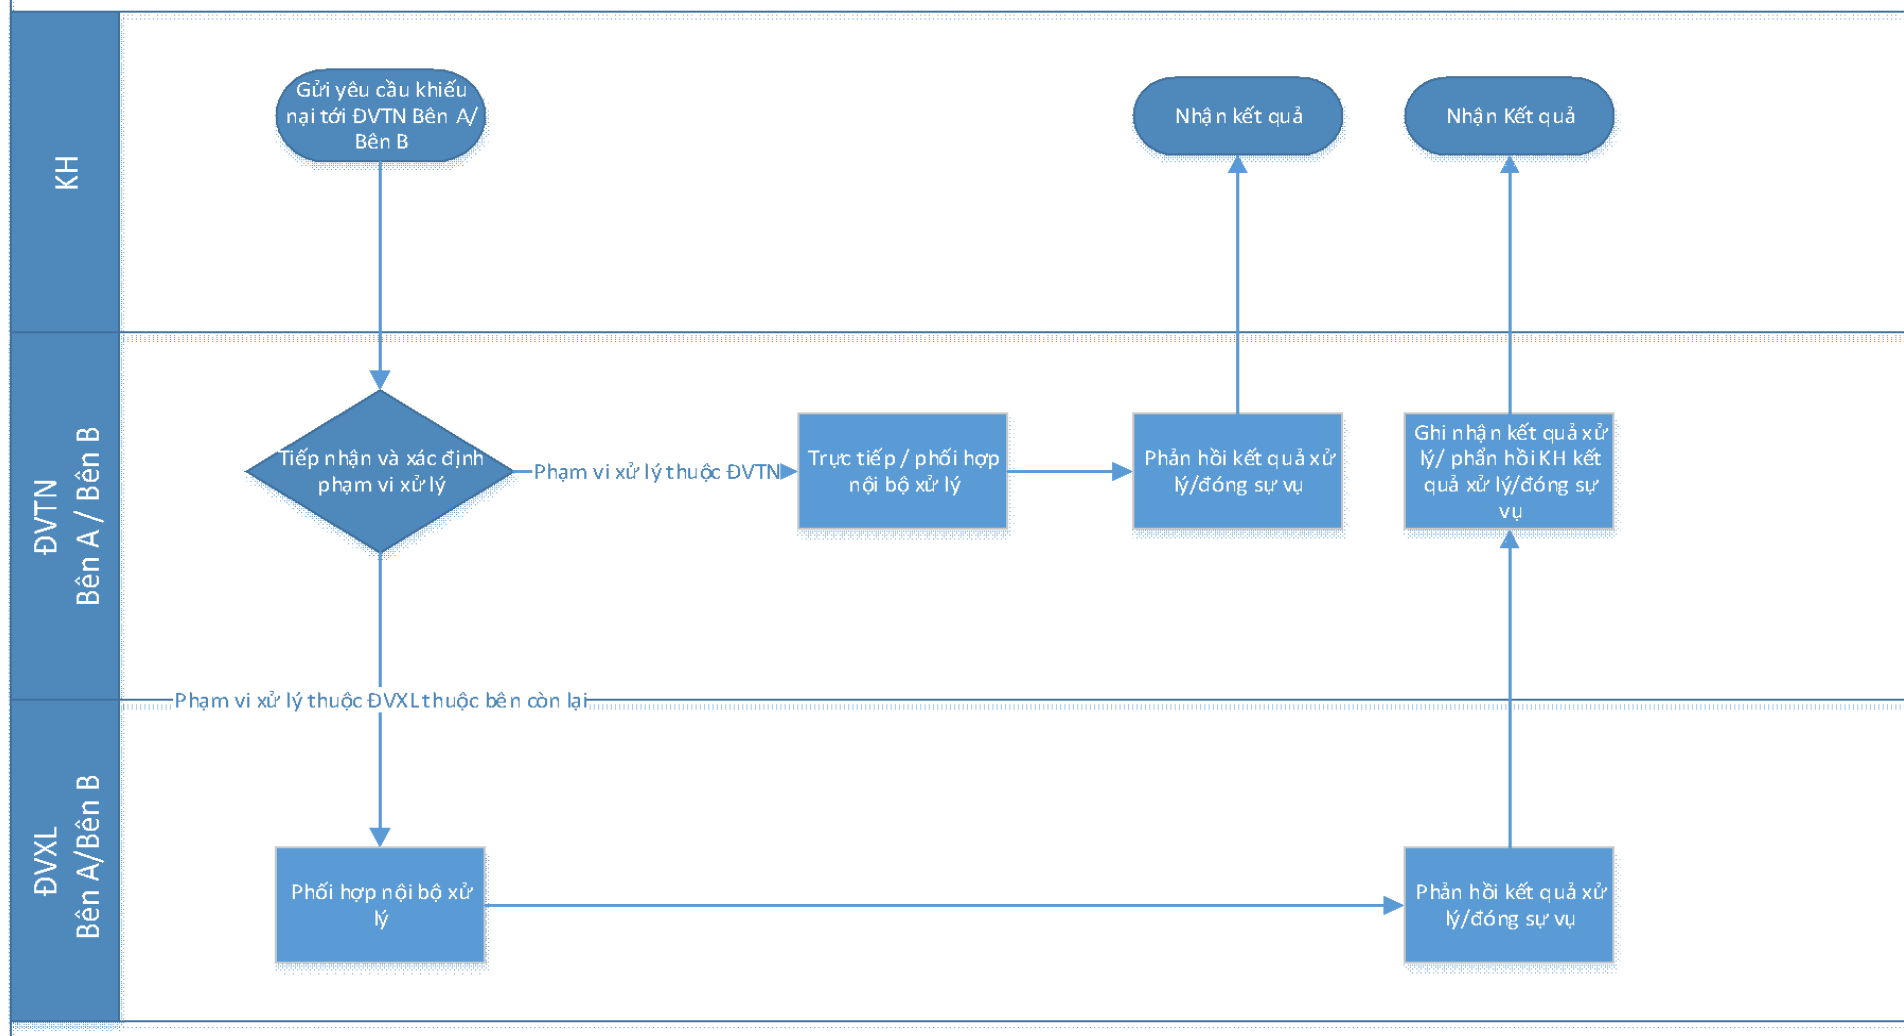 KH
Gửi yêu cầu khiếu
nại tới ĐVTN Bên A/
Bên B
Nhận kết quả
Nhận Kết quả
ĐVTN
Bên A / Bên B
Tiếp nhận và xác định
phạm vi xử lý
Phạm vi xử lý thuộc ĐVTN
Trực tiếp / phối hợp
nội bộ xử lý
Phản hồi kết quả xử
lý/đóng sự vụ
Ghi nhận kết quả xử
lý/ phẩn hồi KH kết
quả xử lý/đóng sự
vụ
Phạm vi xử lý thuộc ĐVXL thuộc bên còn lại
ĐVXL
Bên A/Bên B
Phối hợp nội bộ xử
lý
Phản hồi kết quả xử
lý/đóng sự vụ